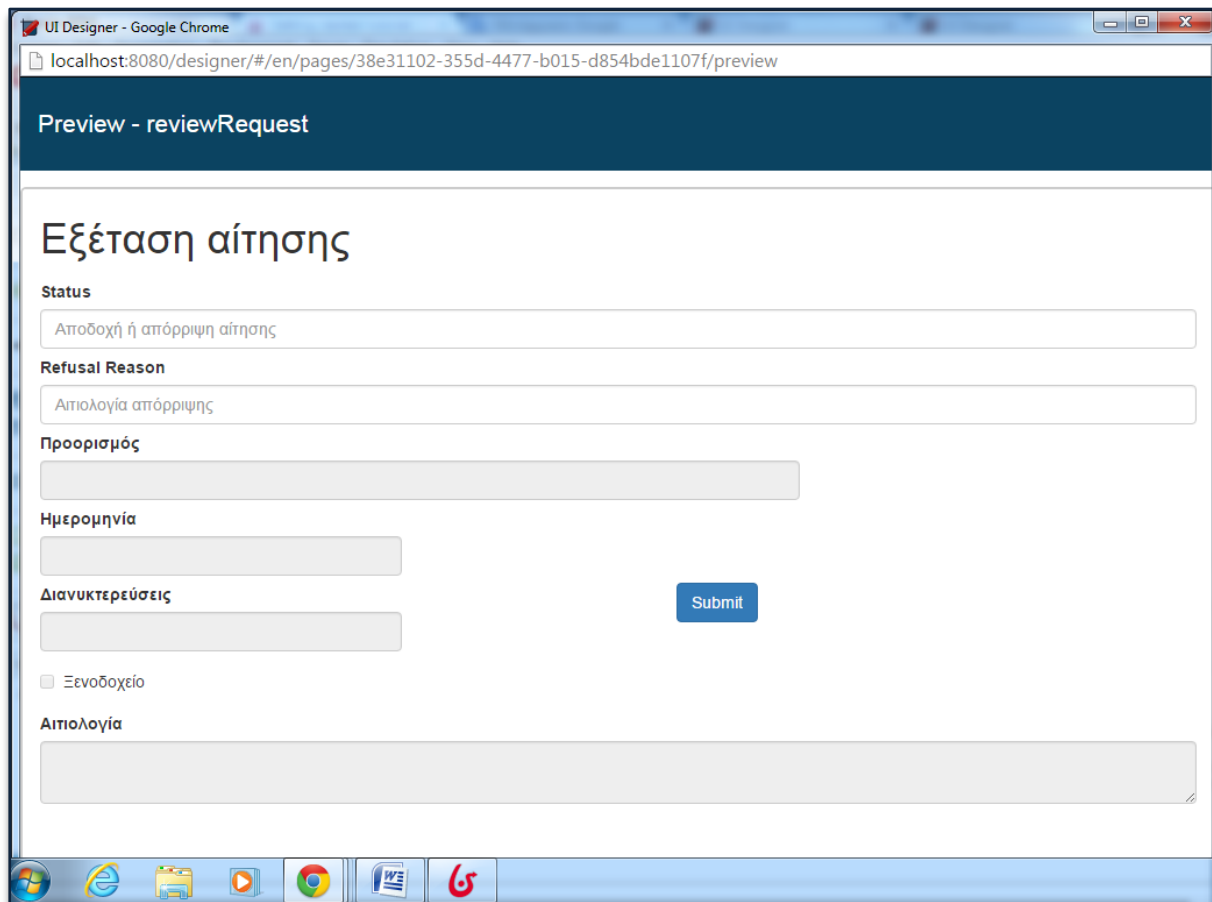 UI Designer - Google Chrome
localhost:8080/designer/#/en/pages/38e31102-355d-4477-b015-d854bde1107f/preview
Preview - reviewRequest
Εξέταση αίτησης
Status
Αποδοχή ή απόρριψη αίτησης
Refusal Reason
Αιτιολογία απόρριψης
Προορισμός
Ημερομηνία
Διανυκτερεύσεις
Submit
Ξενοδοχείο
Αιτιολογία